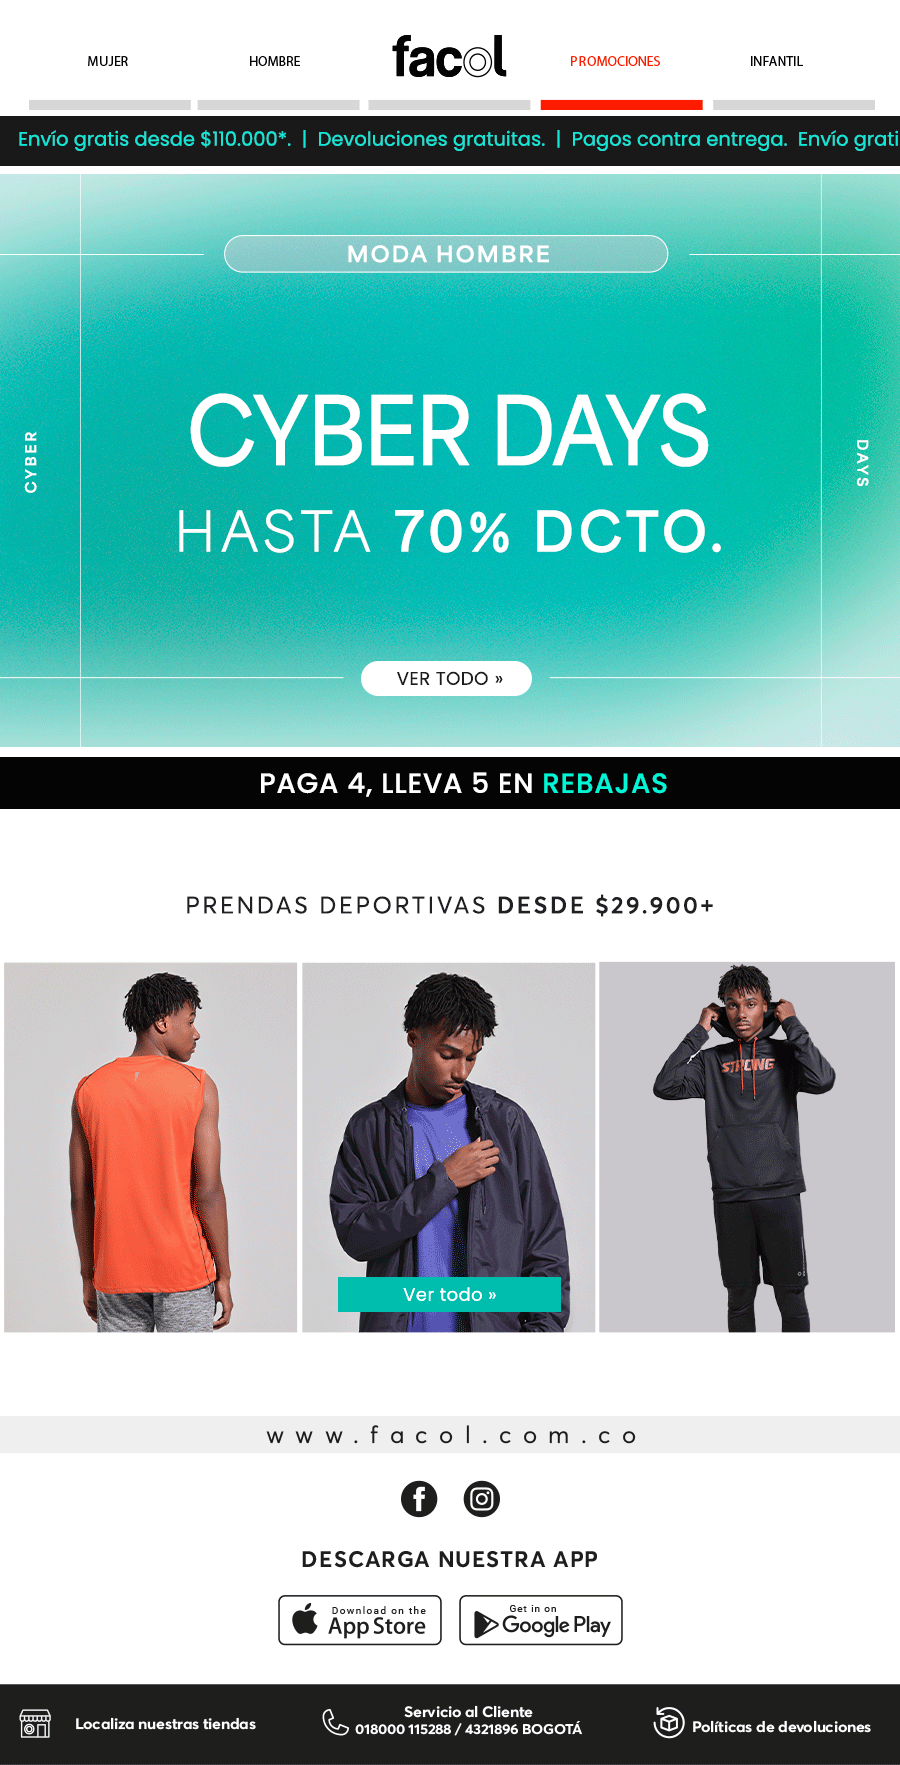 MUJER
HOMBRE
facol
PROMOCIONES
INFANTIL
Envío gratis desde $110.000*. | Devoluciones gratuitas. | Pagos contra entrega. Envío grati
MODA HOMBRE
CYBER DAYS
CYBER
DAYS
HASTA 70% DCTO.
VER TODO »
PAGA 4, LLEVA 5 EN REBAJAS
PRENDAS DEPORTIVAS DESDE $29.900+
STRONG
Ver todo »
www.facol.com.co
DESCARGA NUESTRA APP
Download on the
App Store
Get in on
Google Play
Localiza nuestras tiendas
Servicio al Cliente
018000 115288 / 4321896 BOGOTÁ
Políticas de devoluciones